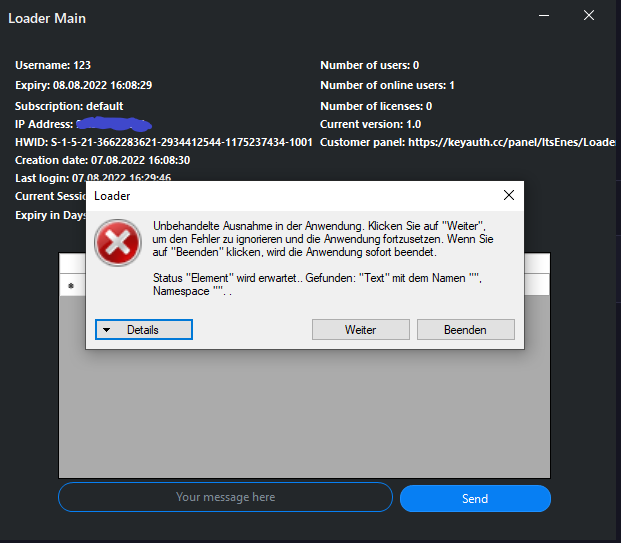 Loader Main
Username: 123
Expiry: 08.08.2022 16:08:29
Subscription: default
IP Address:
HWID: S-1-5-21-3662283621-2934412544-1175237434-1001
Creation date: 07.08.2022 16:08:30
Last login: 07.08.2022 16:29:46
Current Sessi
Expiry in Days
Number of users: 0
Number of online users: 1
Number of licenses: 0
Current version: 1.0
Customer panel: https://keyauth.cc/panel/ItsEnes/Loade
Loader
Unbehandelte Ausnahme in der Anwendung. Klicken Sie auf "Weiter",
um den Fehler zu ignorieren und die Anwendung fortzusetzen. Wenn Sie
auf "Beenden" klicken, wird die Anwendung sofort beendet.
Status "Element" wird erwartet.. Gefunden: "Text" mit dem Namen "",
Namespace "". .
Details
Weiter
Beenden
Your message here
Send